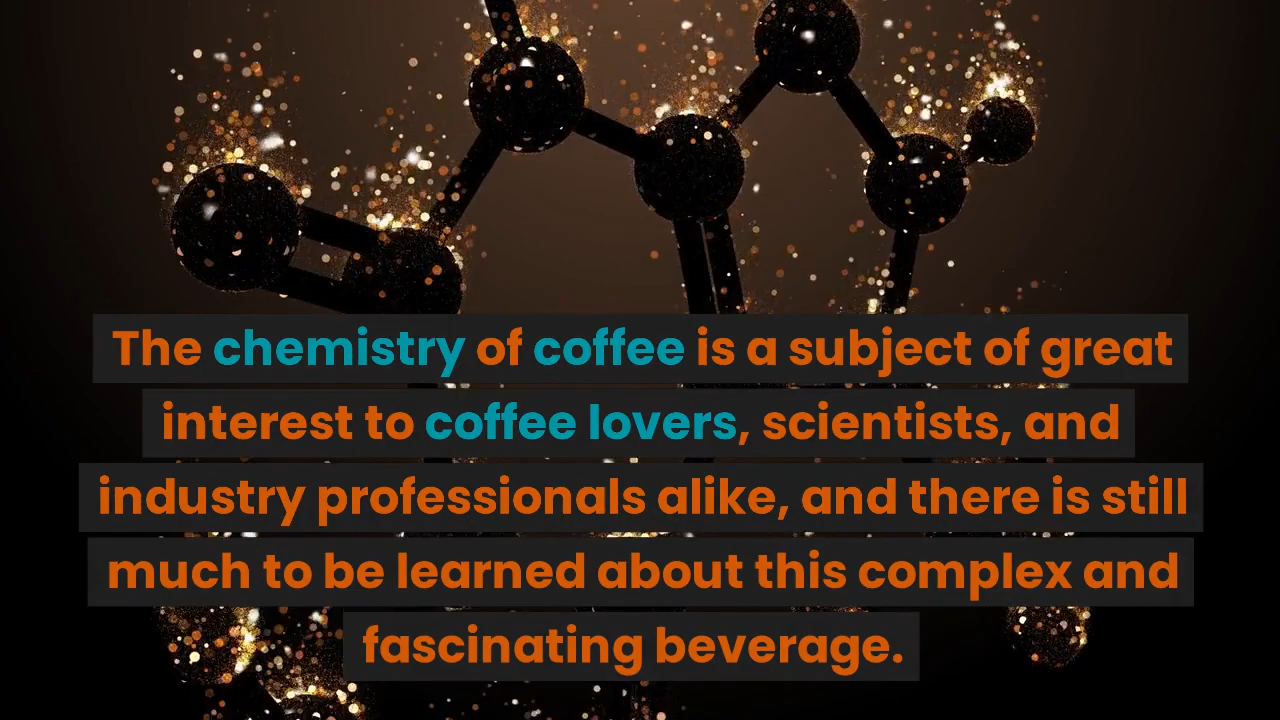 The chemistry of coffee is a subject of great
interest to coffee lovers, scientists, and
industry professionals alike, and there is still
much to be learned about this complex and
fascinating beverage.